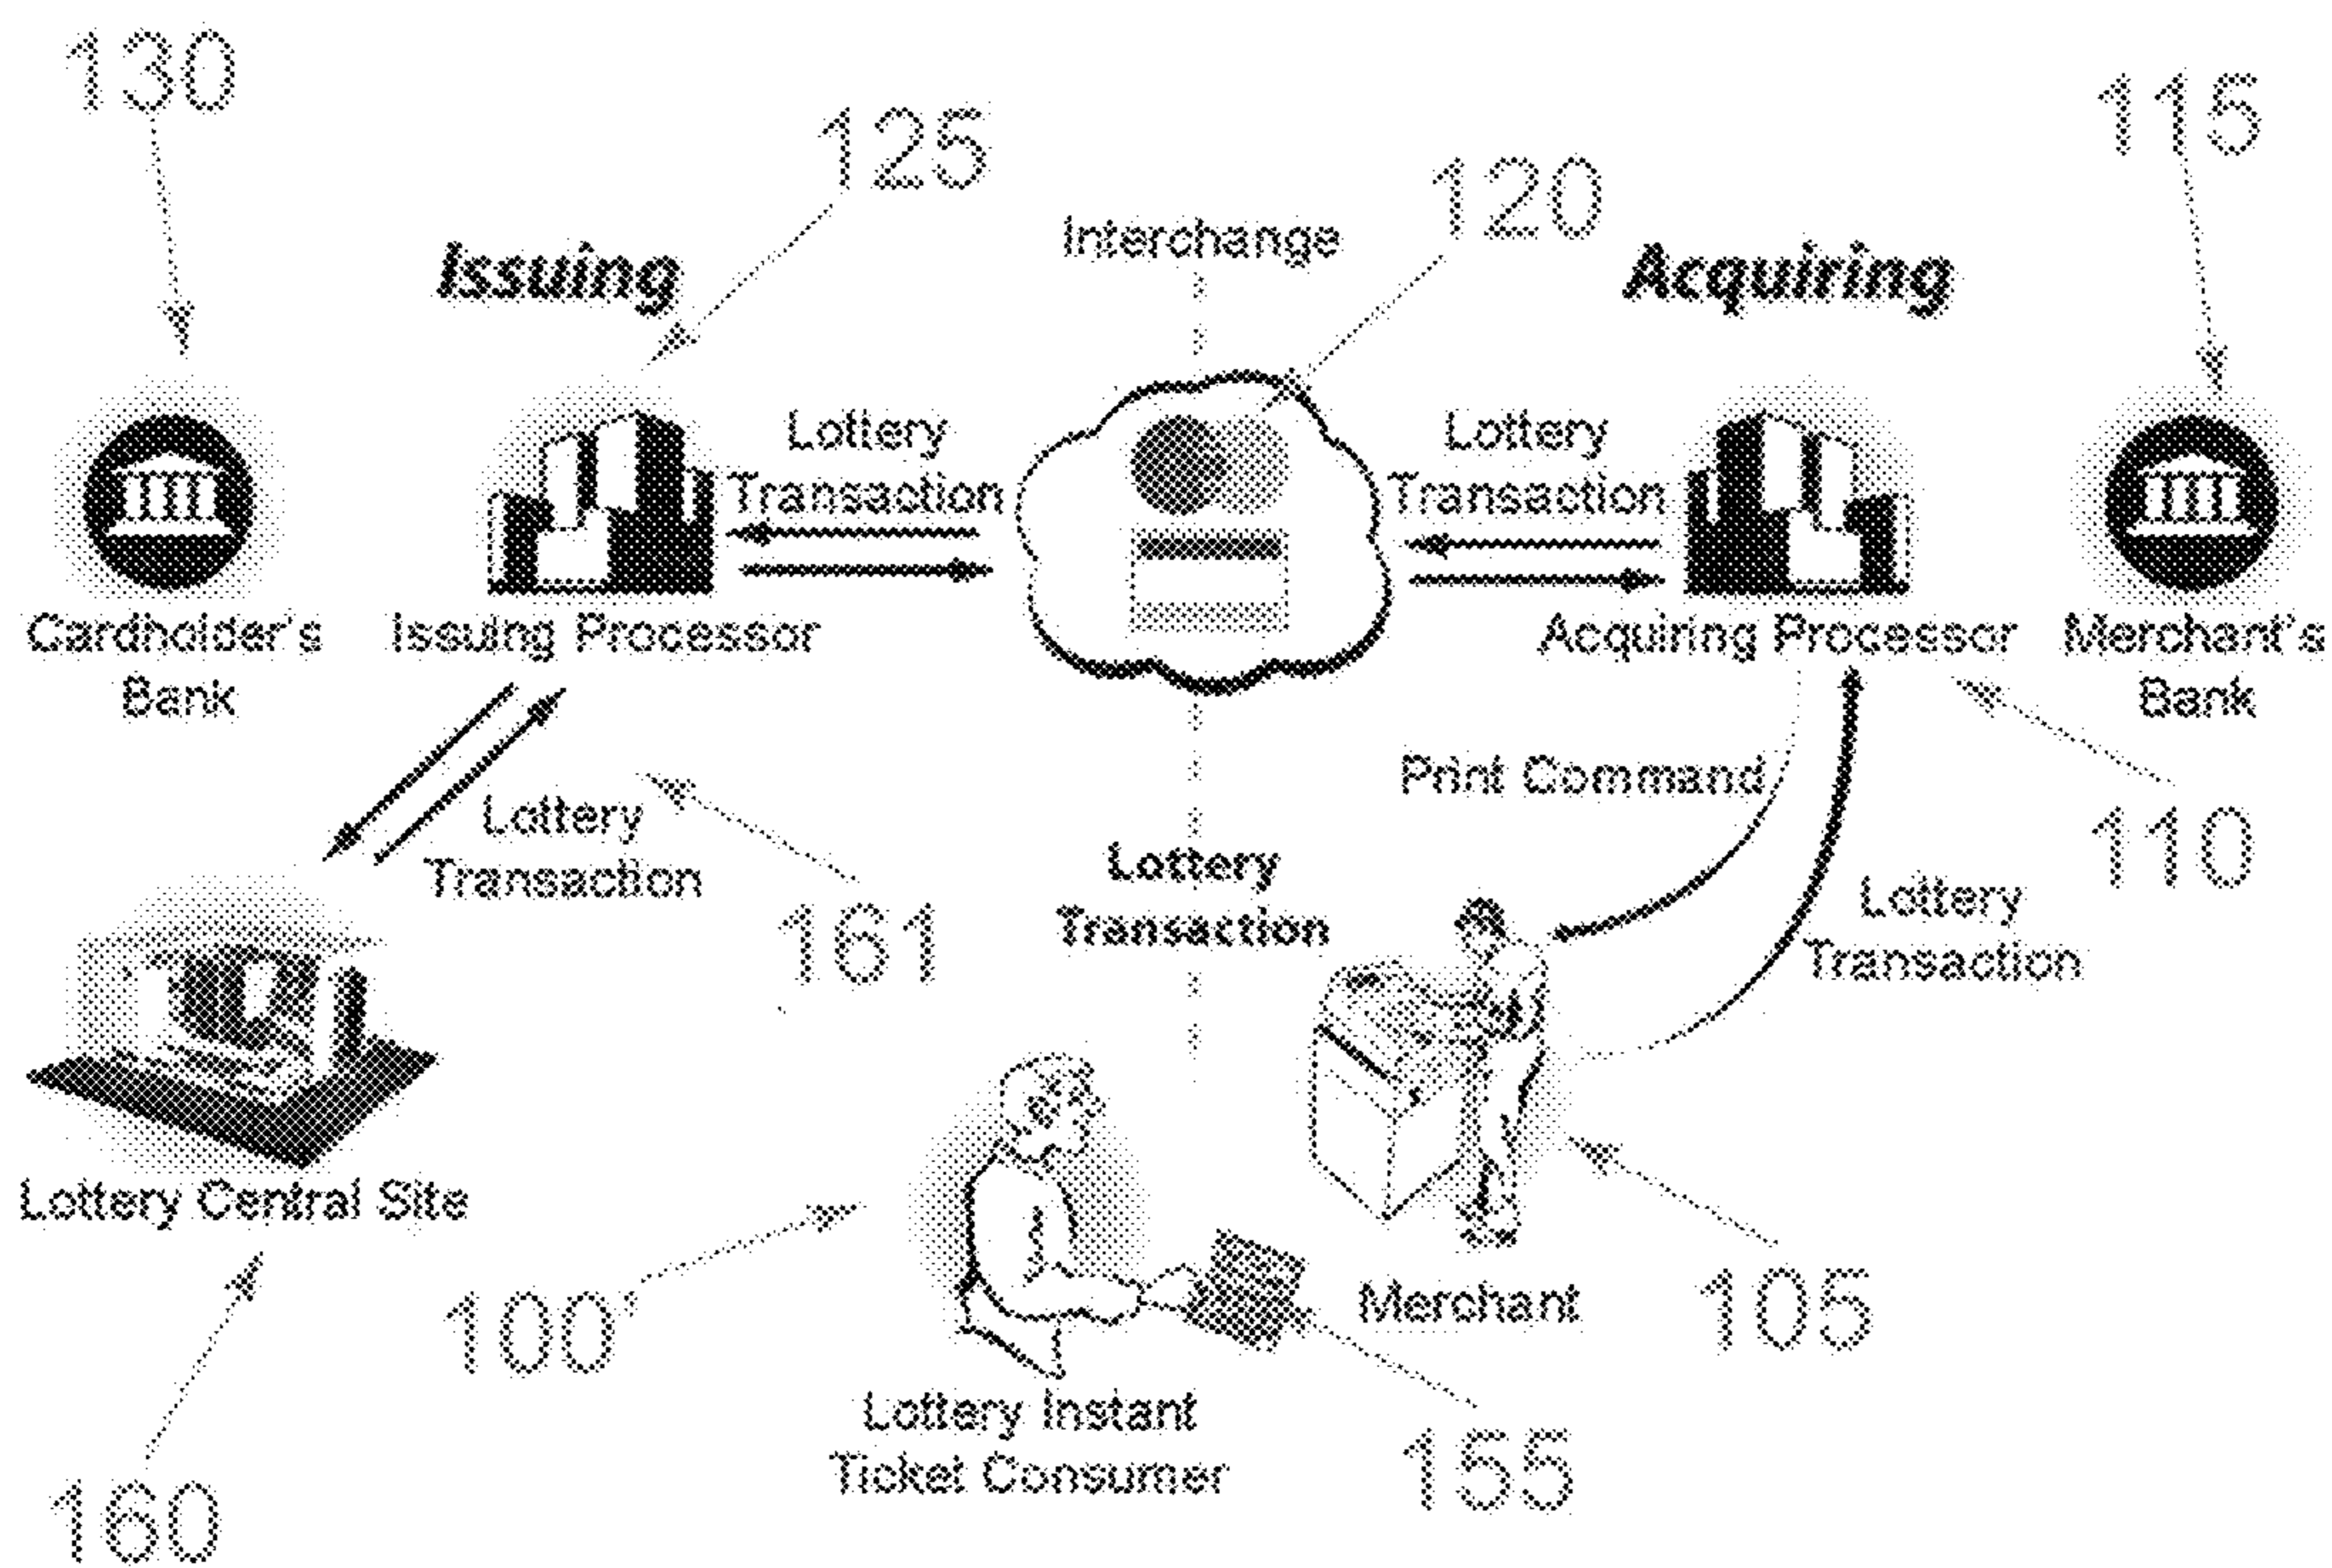 130
125
115
120
Interchange
Issuing
Acquiring
Lottery
Transaction
Lottery
Transaction
Cardholder's
Bank
Issuing Processor
Acquiring Processor
Merchant's
Bank
Print Command
Lottery
Transaction
110
Lottery
Transaction
Lottery
Transaction
161
Lottery Central Site
100'
Merchant
105
Lottery Instant
Ticket Consumer
155
160